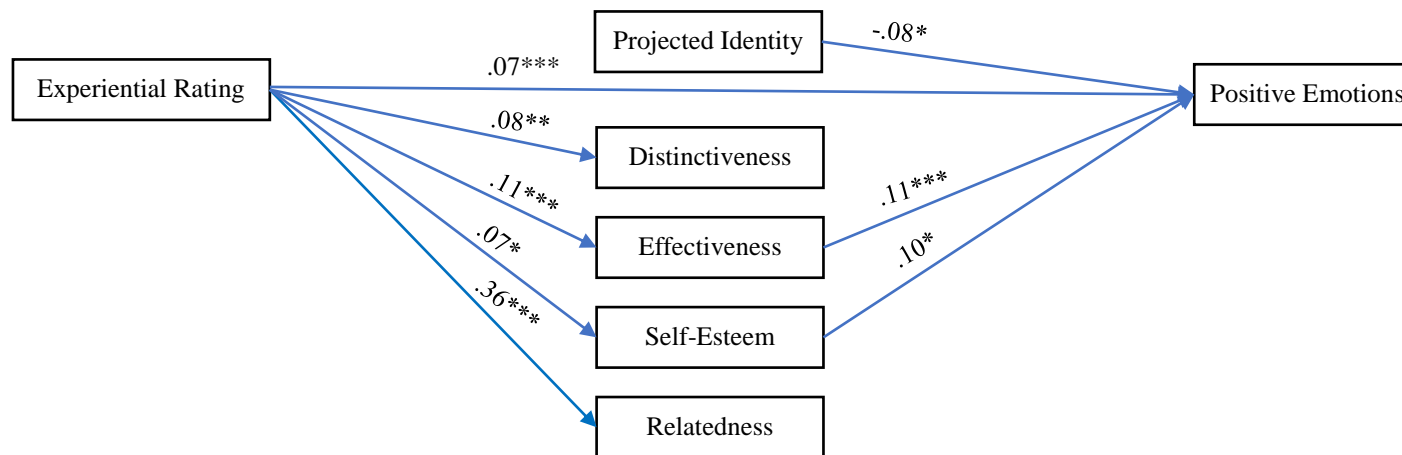 Projected Identity
-.08*
Experiential Rating
.07***
Positive Emotions
.08**
Distinctiveness
.11***
Effectiveness
.11***
.07*
Self-Esteem
.10*
.36***
Relatedness